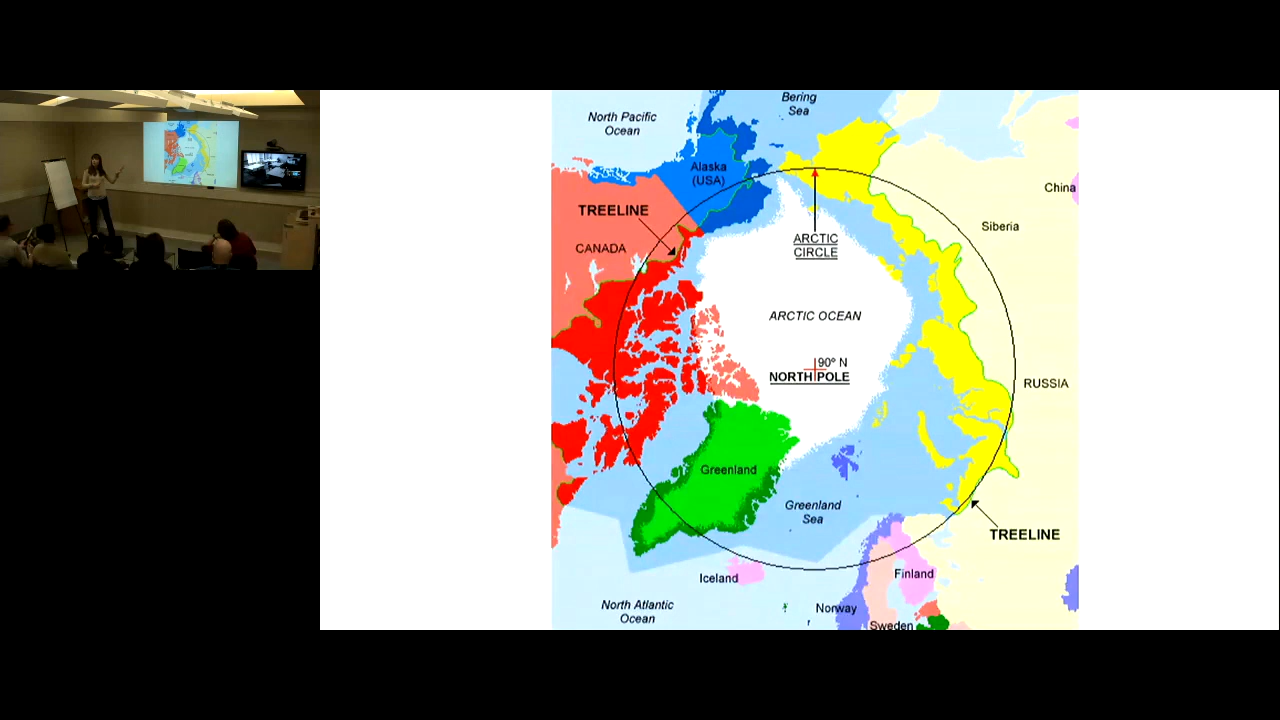 Bering
Sea
North Pacific
Ocean
Alaska
(USA)
China
TREELINE
Siberia
CANADA
ARCTIC
CIRCLE
ARCTIC OCEAN
90º N
NORTH POLE
RUSSIA
Greenland
Greenland
Sea
TREELINE
Iceland
Finland
North Atlantic
Ocean
Norway
Sweden